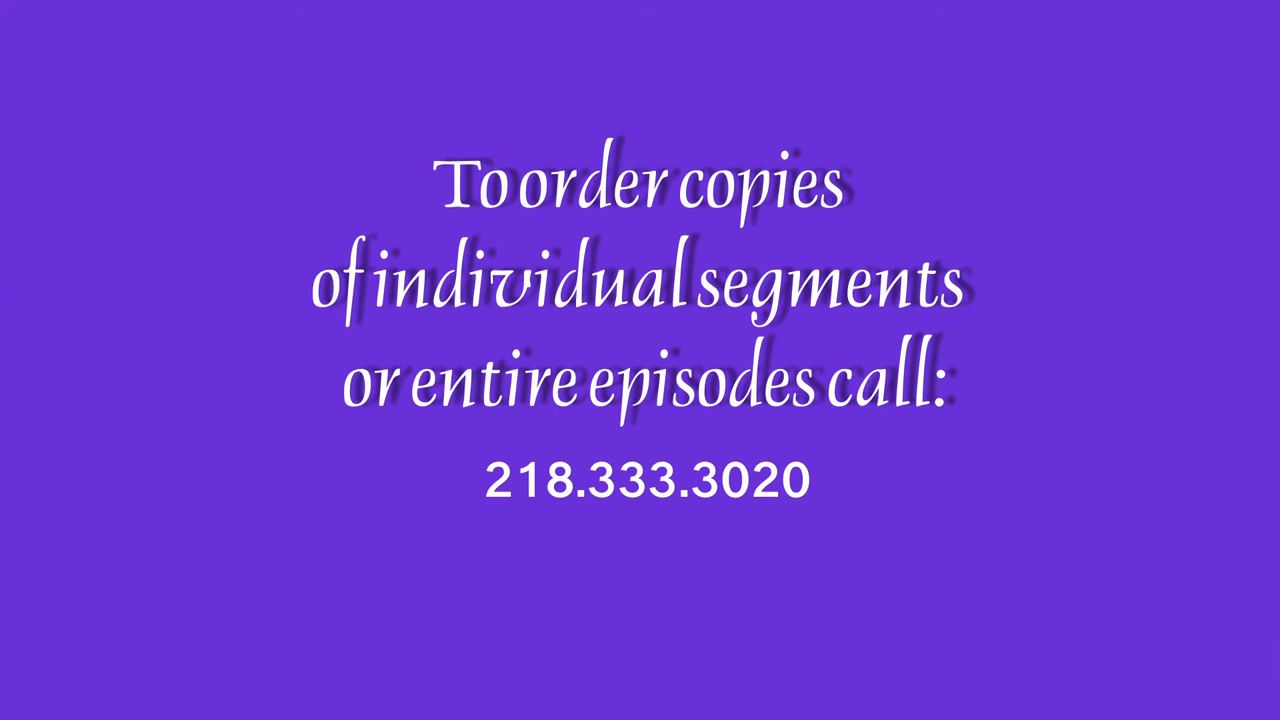 To order copies
of individual segments
or entire episodes call:
218.333.3020